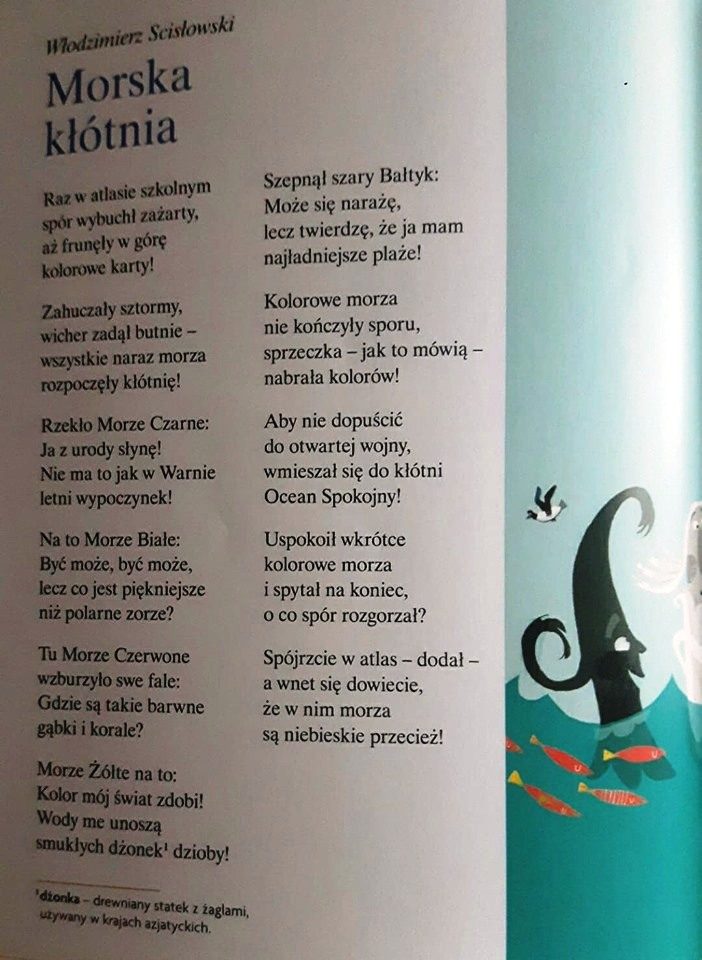 Włodzimierz Scisłowski
Morska
kłótnia
Raz w atlasie szkolnym
spór wybuchł zażarty,
aż frunęły w górę
kolorowe karty!
Zahuczały sztormy,
wicher zadął butnie –
wszystkie naraz morza
rozpoczęły kłótnię!
Rzekło Morze Czarne:
Ja z urody słynę!
Nie ma to jak w Warnie
letni wypoczynek!
Na to Morze Białe:
Być może, być może,
lecz co jest piękniejsze
niż polarne zorze?
Tu Morze Czerwone
wzburzyło swe fale:
Gdzie są takie barwne
gąbki i korale?
Morze Żółte na to:
Kolor mój świat zdobi!
Wody me unoszą
smukłych dżonek¹ dzioby!
Szepnął szary Bałtyk:
Może się narażę,
lecz twierdzę, że ja mam
najładniejsze plaże!
Kolorowe morza
nie kończyły sporu,
sprzeczka – jak to mówią –
nabrała kolorów!
Aby nie dopuścić
do otwartej wojny,
wmieszał się do kłótni
Ocean Spokojny!
Uspokoił wkrótce
kolorowe morza
i spytał na koniec,
o co spór rozgorzał?
Spójrzcie w atlas – dodał –
a wnet się dowiecie,
że w nim morza
są niebieskie przecież!
¹dżonka – drewniany statek z żaglami,
używany w krajach azjatyckich.